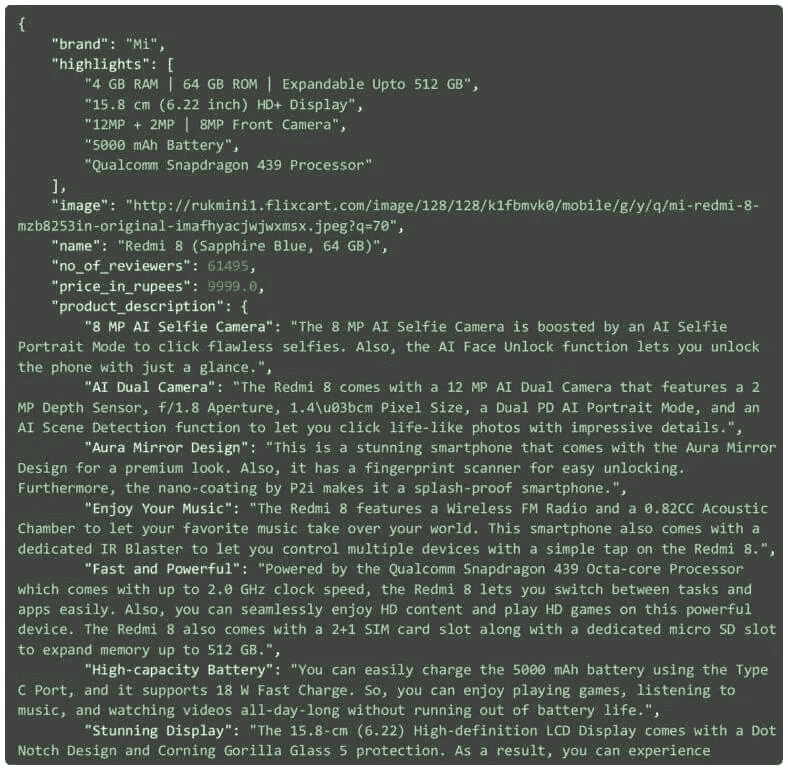 {
    "brand": "Mi",
    "highlights": [
        "4 GB RAM | 64 GB ROM | Expandable Upto 512 GB",
        "15.8 cm (6.22 inch) HD+ Display",
        "12MP + 2MP | 8MP Front Camera",
        "5000 mAh Battery",
        "Qualcomm Snapdragon 439 Processor"
    ],
    "image": "http://rukmini1.flixcart.com/image/128/128/k1fbmvk0/mobile/g/y/q/mi-redmi-8-
mzb8253in-original-imafhyacjwjwxmsx.jpeg?q=70",
    "name": "Redmi 8 (Sapphire Blue, 64 GB)",
    "no_of_reviewers": 61495,
    "price_in_rupees": 9999.0,
    "product_description": {
        "8 MP AI Selfie Camera": "The 8 MP AI Selfie Camera is boosted by an AI Selfie
Portrait Mode to click flawless selfies. Also, the AI Face Unlock function lets you unlock
the phone with just a glance.",
        "AI Dual Camera": "The Redmi 8 comes with a 12 MP AI Dual Camera that features a 2
MP Depth Sensor, f/1.8 Aperture, 1.4\u03bcm Pixel Size, a Dual PD AI Portrait Mode, and an
AI Scene Detection function to let you click life-like photos with impressive details.",
        "Aura Mirror Design": "This is a stunning smartphone that comes with the Aura Mirror
Design for a premium look. Also, it has a fingerprint scanner for easy unlocking.
Furthermore, the nano-coating by P2i makes it a splash-proof smartphone.",
        "Enjoy Your Music": "The Redmi 8 features a Wireless FM Radio and a 0.82CC Acoustic
Chamber to let your favorite music take over your world. This smartphone also comes with a
dedicated IR Blaster to let you control multiple devices with a simple tap on the Redmi 8.",
        "Fast and Powerful": "Powered by the Qualcomm Snapdragon 439 Octa-core Processor
which comes with up to 2.0 GHz clock speed, the Redmi 8 lets you switch between tasks and
apps easily. Also, you can seamlessly enjoy HD content and play HD games on this powerful
device. The Redmi 8 also comes with a 2+1 SIM card slot along with a dedicated micro SD slot
to expand memory up to 512 GB.",
        "High-capacity Battery": "You can easily charge the 5000 mAh battery using the Type
C Port, and it supports 18 W Fast Charge. So, you can enjoy playing games, listening to
music, and watching videos all-day-long without running out of battery life.",
        "Stunning Display": "The 15.8-cm (6.22) High-definition LCD Display comes with a Dot
Notch Design and Corning Gorilla Glass 5 protection. As a result, you can experience